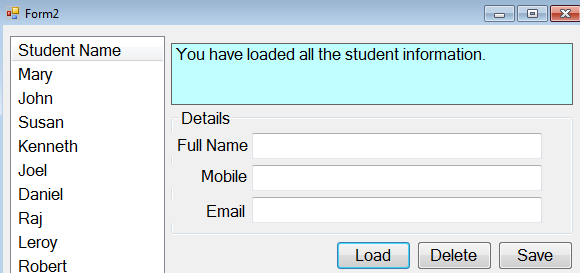 Form2
Student Name
Mary
John
Susan
Kenneth
Joel
Daniel
Raj
Leroy
Robert
You have loaded all the student information.
Details
Full Name
Mobile
Email
Load Delete Save